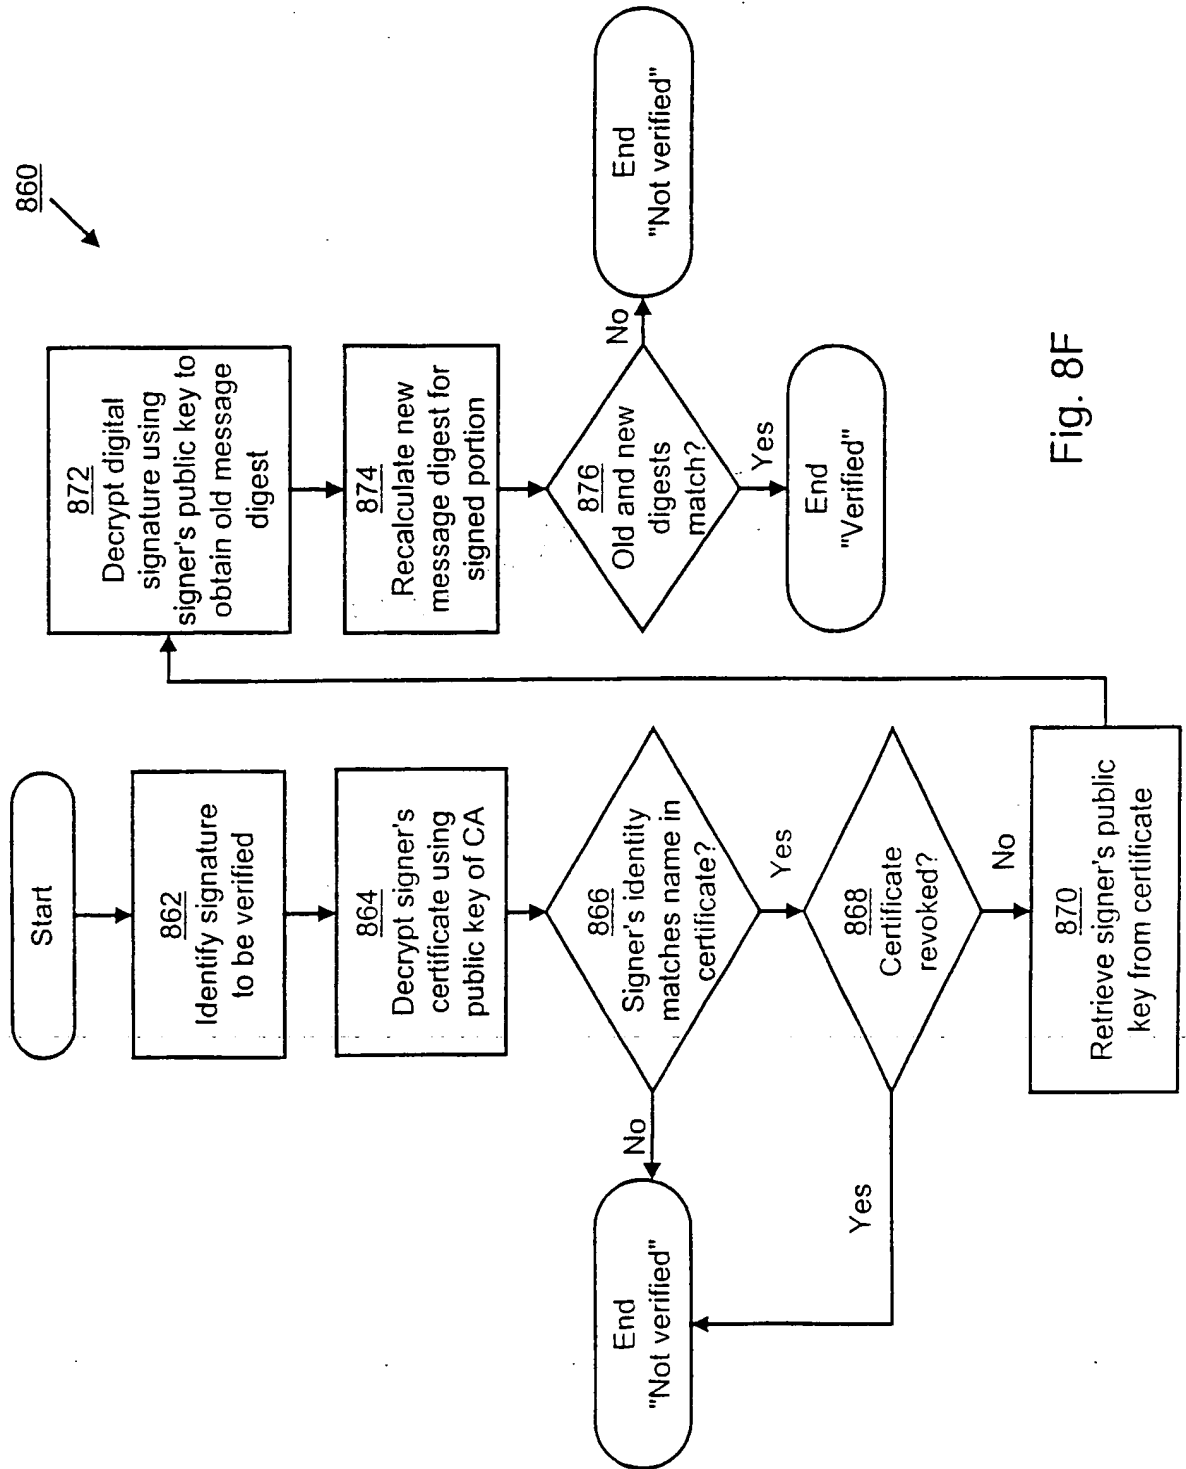 860
Start
862
Identify signature
to be verified
864
Decrypt signer's
certificate using
public key of CA
866
Signer's identity
matches name in
certificate?
No
Yes
End
"Not verified"
868
Certificate
revoked?
Yes
No
870
Retrieve signer's public
key from certificate
872
Decrypt digital
signature using
signer's public key to
obtain old message
digest
874
Recalculate new
message digest for
signed portion
876
Old and new
digests
match?
No
End
"Not verified"
Yes
End
"Verified"
Fig. 8F